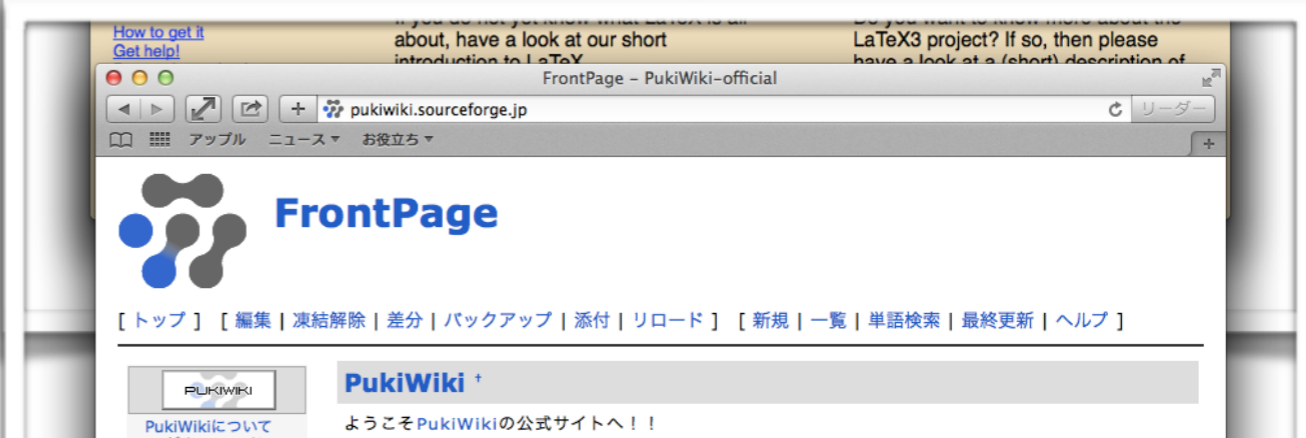 How to get it
Get help!
If you do not yet know what LaTeX is all
about, have a look at our short
introduction to LaTeX
Do you want to know more about the
LaTeX3 project? If so, then please
have a look at a (short) description of
FrontPage – PukiWiki-official
pukiwiki.sourceforge.jp
リーダー
アップル ニュース お役立ち
FrontPage
[ トップ ] [ 編集 | 凍結解除 | 差分 | バックアップ | 添付 | リロード ] [ 新規 | 一覧 | 単語検索 | 最終更新 | ヘルプ ]
PUKIWIKI
PukiWikiについて
PukiWiki †
ようこそPukiWikiの公式サイトへ！！